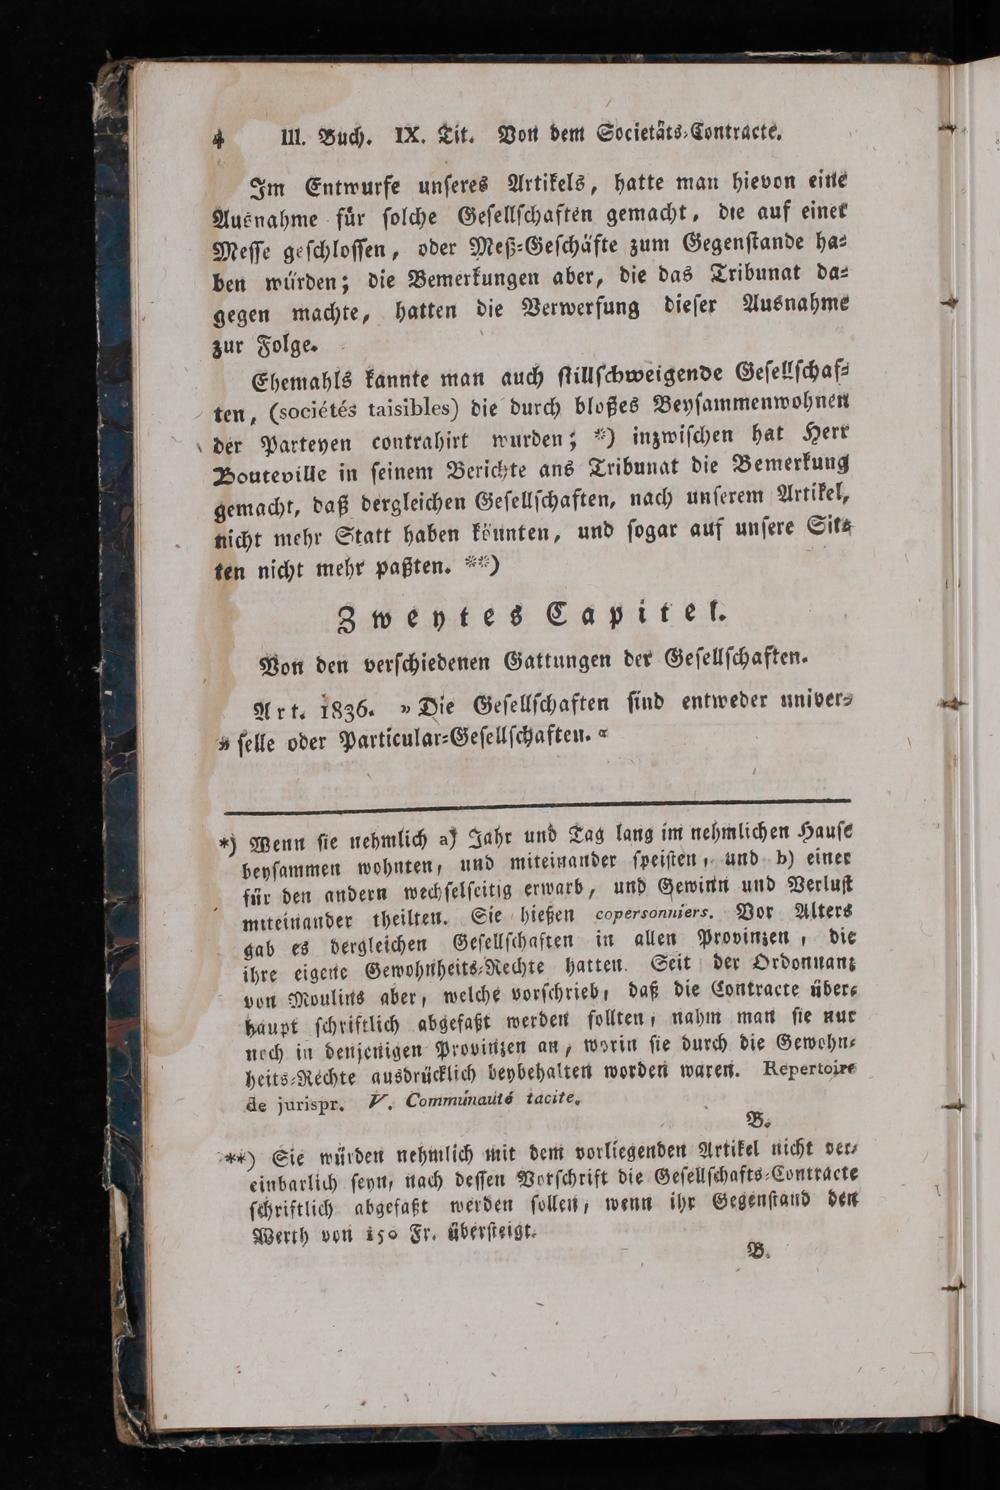 4 III. Buch. IX. Tit. Von dem Societäts-Contracte.
Im Entwurfe unseres Artikels, hatte man hievon eine
Ausnahme für solche Gesellschaften gemacht, die auf einer
Messe geschlossen, oder Meß-Geschäfte zum Gegenstande ha-
ben würden; die Bemerkungen aber, die das Tribunat da-
gegen machte, hatten die Verwerfung dieser Ausnahme
zur Folge.
Ehemahls kannte man auch stillschweigende Gesellschaf-
ten, (sociétés taisibles) die durch bloßes Beysammenwohnen
der Parteyen contrahirt wurden; *) inzwischen hat Herr
Bouteville in seinem Berichte ans Tribunat die Bemerkung
gemacht, daß dergleichen Gesellschaften, nach unserem Artikel,
nicht mehr Statt haben könnten, und sogar auf unsere Sit-
ten nicht mehr paßten. **)
Zweytes Capitel.
Von den verschiedenen Gattungen der Gesellschaften.
Art. 1836. »Die Gesellschaften sind entweder univer-
» selle oder Particular-Gesellschaften. «
*) Wenn sie nehmlich a) Jahr und Tag lang im nehmlichen Hause
beysammen wohnten, und miteinander speisten, und b) einer
für den andern wechselseitig erwarb, und Gewinn und Verlust
miteinander theilten. Sie hießen copersonniers. Vor Alters
gab es dergleichen Gesellschaften in allen Provinzen, die
ihre eigene Gewohnheits-Rechte hatten. Seit der Ordonnanz
von Moulins aber, welche vorschrieb, daß die Contracte über-
haupt schriftlich abgefaßt werden sollten, nahm man sie nur
noch in denjenigen Provinzen an, worin sie durch die Gewohn-
heits-Rechte ausdrücklich beybehalten worden waren. Repertoire
de jurispr. V. Communauté tacite.
B.
**) Sie würden nehmlich mit dem vorliegenden Artikel nicht ver-
einbarlich seyn, nach dessen Vorschrift die Gesellschafts-Contracte
schriftlich abgefaßt werden sollen, wenn ihr Gegenstand den
Werth von 150 Fr. übersteigt.
B.